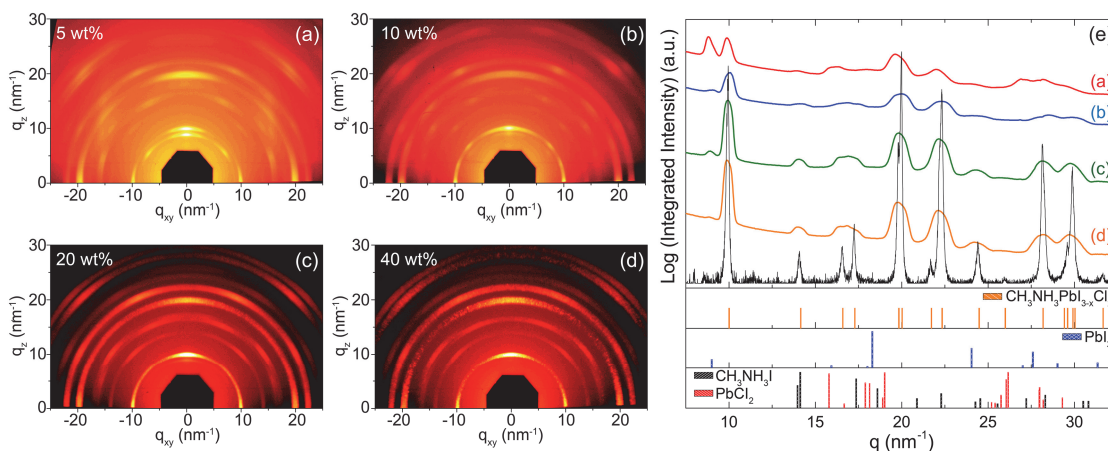 5 wt%
(a)
30
20
10
0
q_z (nm⁻¹)
-20 -10 0 10 20
q_xy (nm⁻¹)
10 wt%
(b)
30
20
10
0
q_z (nm⁻¹)
-20 -10 0 10 20
q_xy (nm⁻¹)
20 wt%
(c)
30
20
10
0
q_z (nm⁻¹)
-20 -10 0 10 20
q_xy (nm⁻¹)
40 wt%
(d)
30
20
10
0
q_z (nm⁻¹)
-20 -10 0 10 20
q_xy (nm⁻¹)
(e)
Log (Integrated Intensity) (a.u.)
(a)
(b)
(c)
(d)
CH₃NH₃PbI₃₋ₓCl
PbI
CH₃NH₃I
PbCl₂
10 15 20 25 30
q (nm⁻¹)